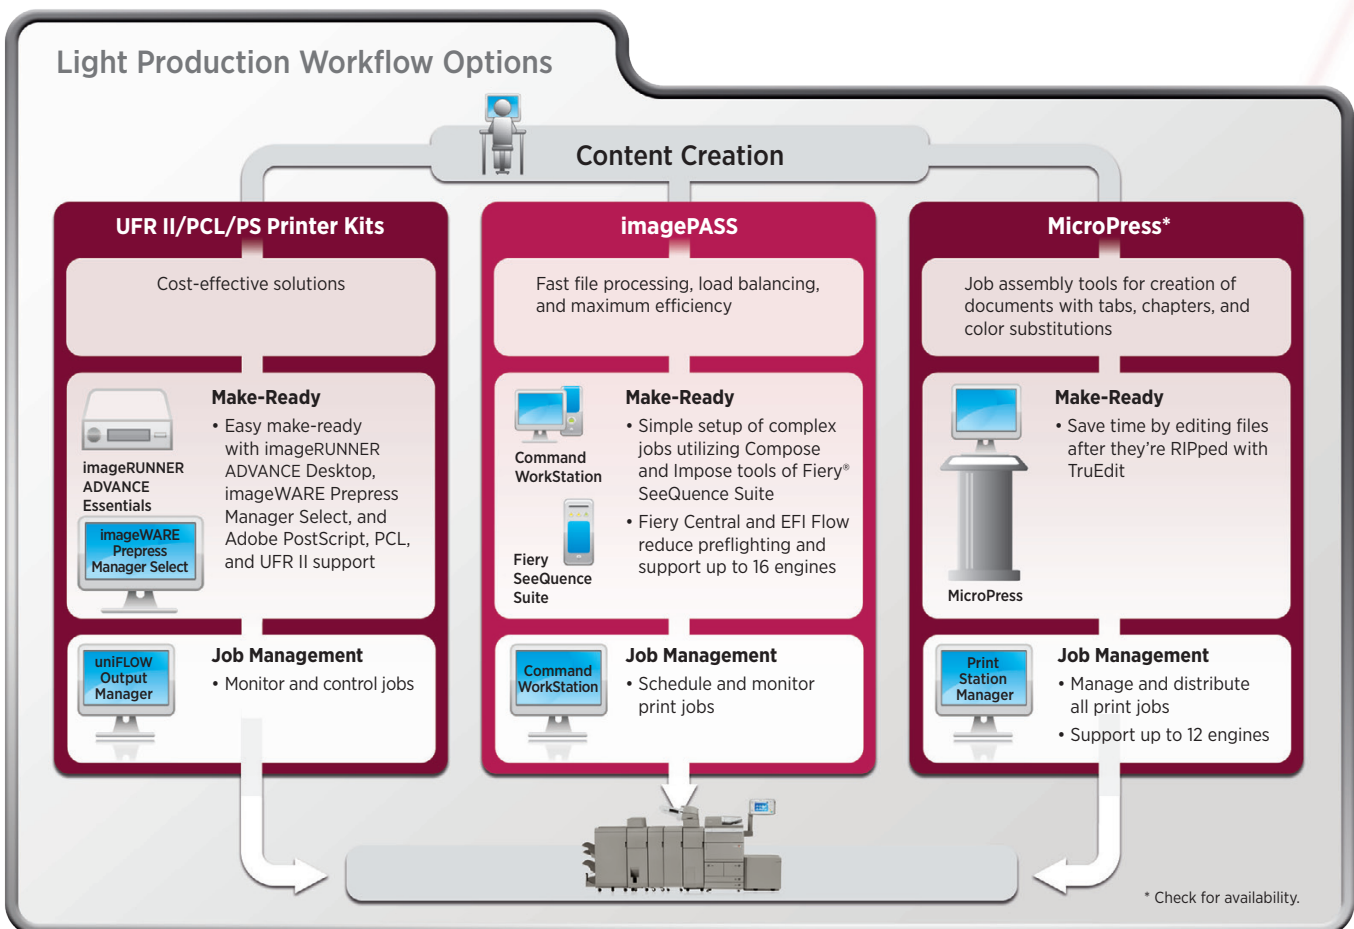 Light Production Workflow Options
Content Creation
UFR II/PCL/PS Printer Kits
Cost-effective solutions
imageRUNNER
ADVANCE
Essentials
imageWARE
Prepress
Manager Select
Make-Ready
• Easy make-ready
with imageRUNNER
ADVANCE Desktop,
imageWARE Prepress
Manager Select, and
Adobe PostScript, PCL,
and UFR II support
uniFLOW
Output
Manager
Job Management
• Monitor and control jobs
imagePASS
Fast file processing, load balancing,
and maximum efficiency
Command
WorkStation
Fiery
SeeQuence
Suite
Make-Ready
• Simple setup of complex
jobs utilizing Compose
and Impose tools of Fiery®
SeeQuence Suite
• Fiery Central and EFI Flow
reduce preflighting and
support up to 16 engines
Command
WorkStation
Job Management
• Schedule and monitor
print jobs
MicroPress*
Job assembly tools for creation of
documents with tabs, chapters, and
color substitutions
MicroPress
Make-Ready
• Save time by editing files
after they're RIPped with
TruEdit
Print
Station
Manager
Job Management
• Manage and distribute
all print jobs
• Support up to 12 engines
* Check for availability.